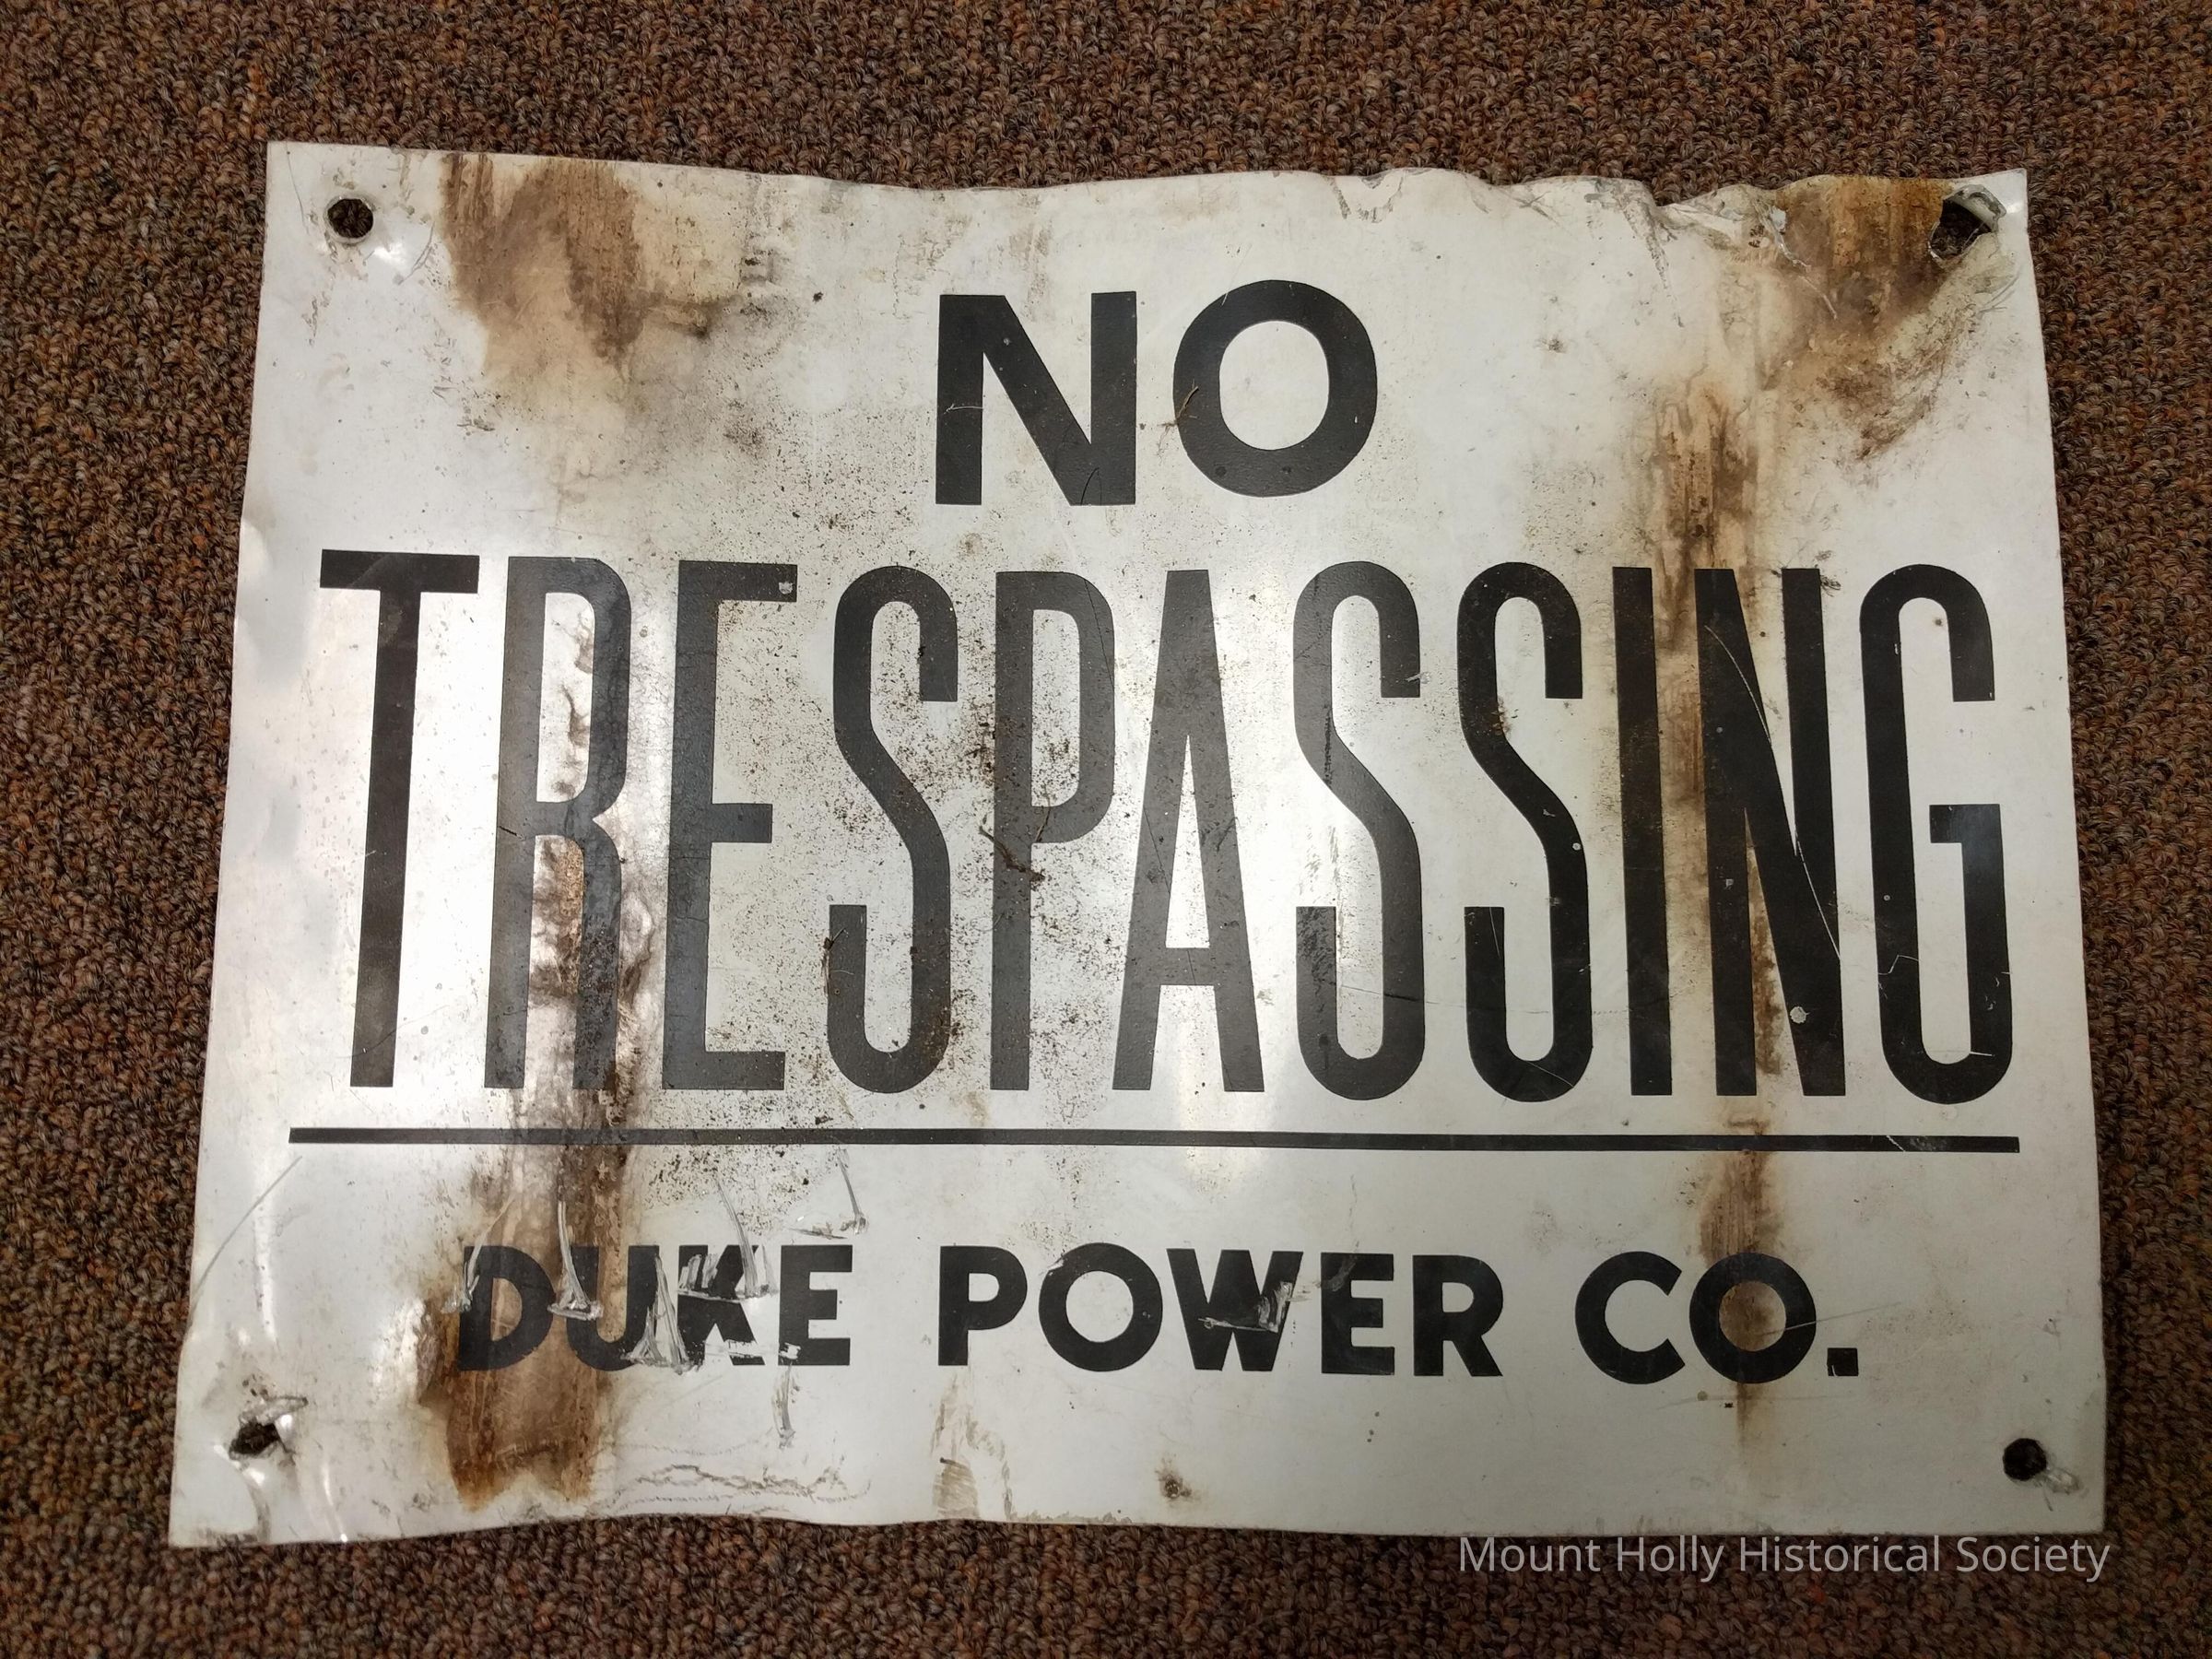 NO
TRESPASSING
DUKE POWER CO.
Mount Holly Historical Society